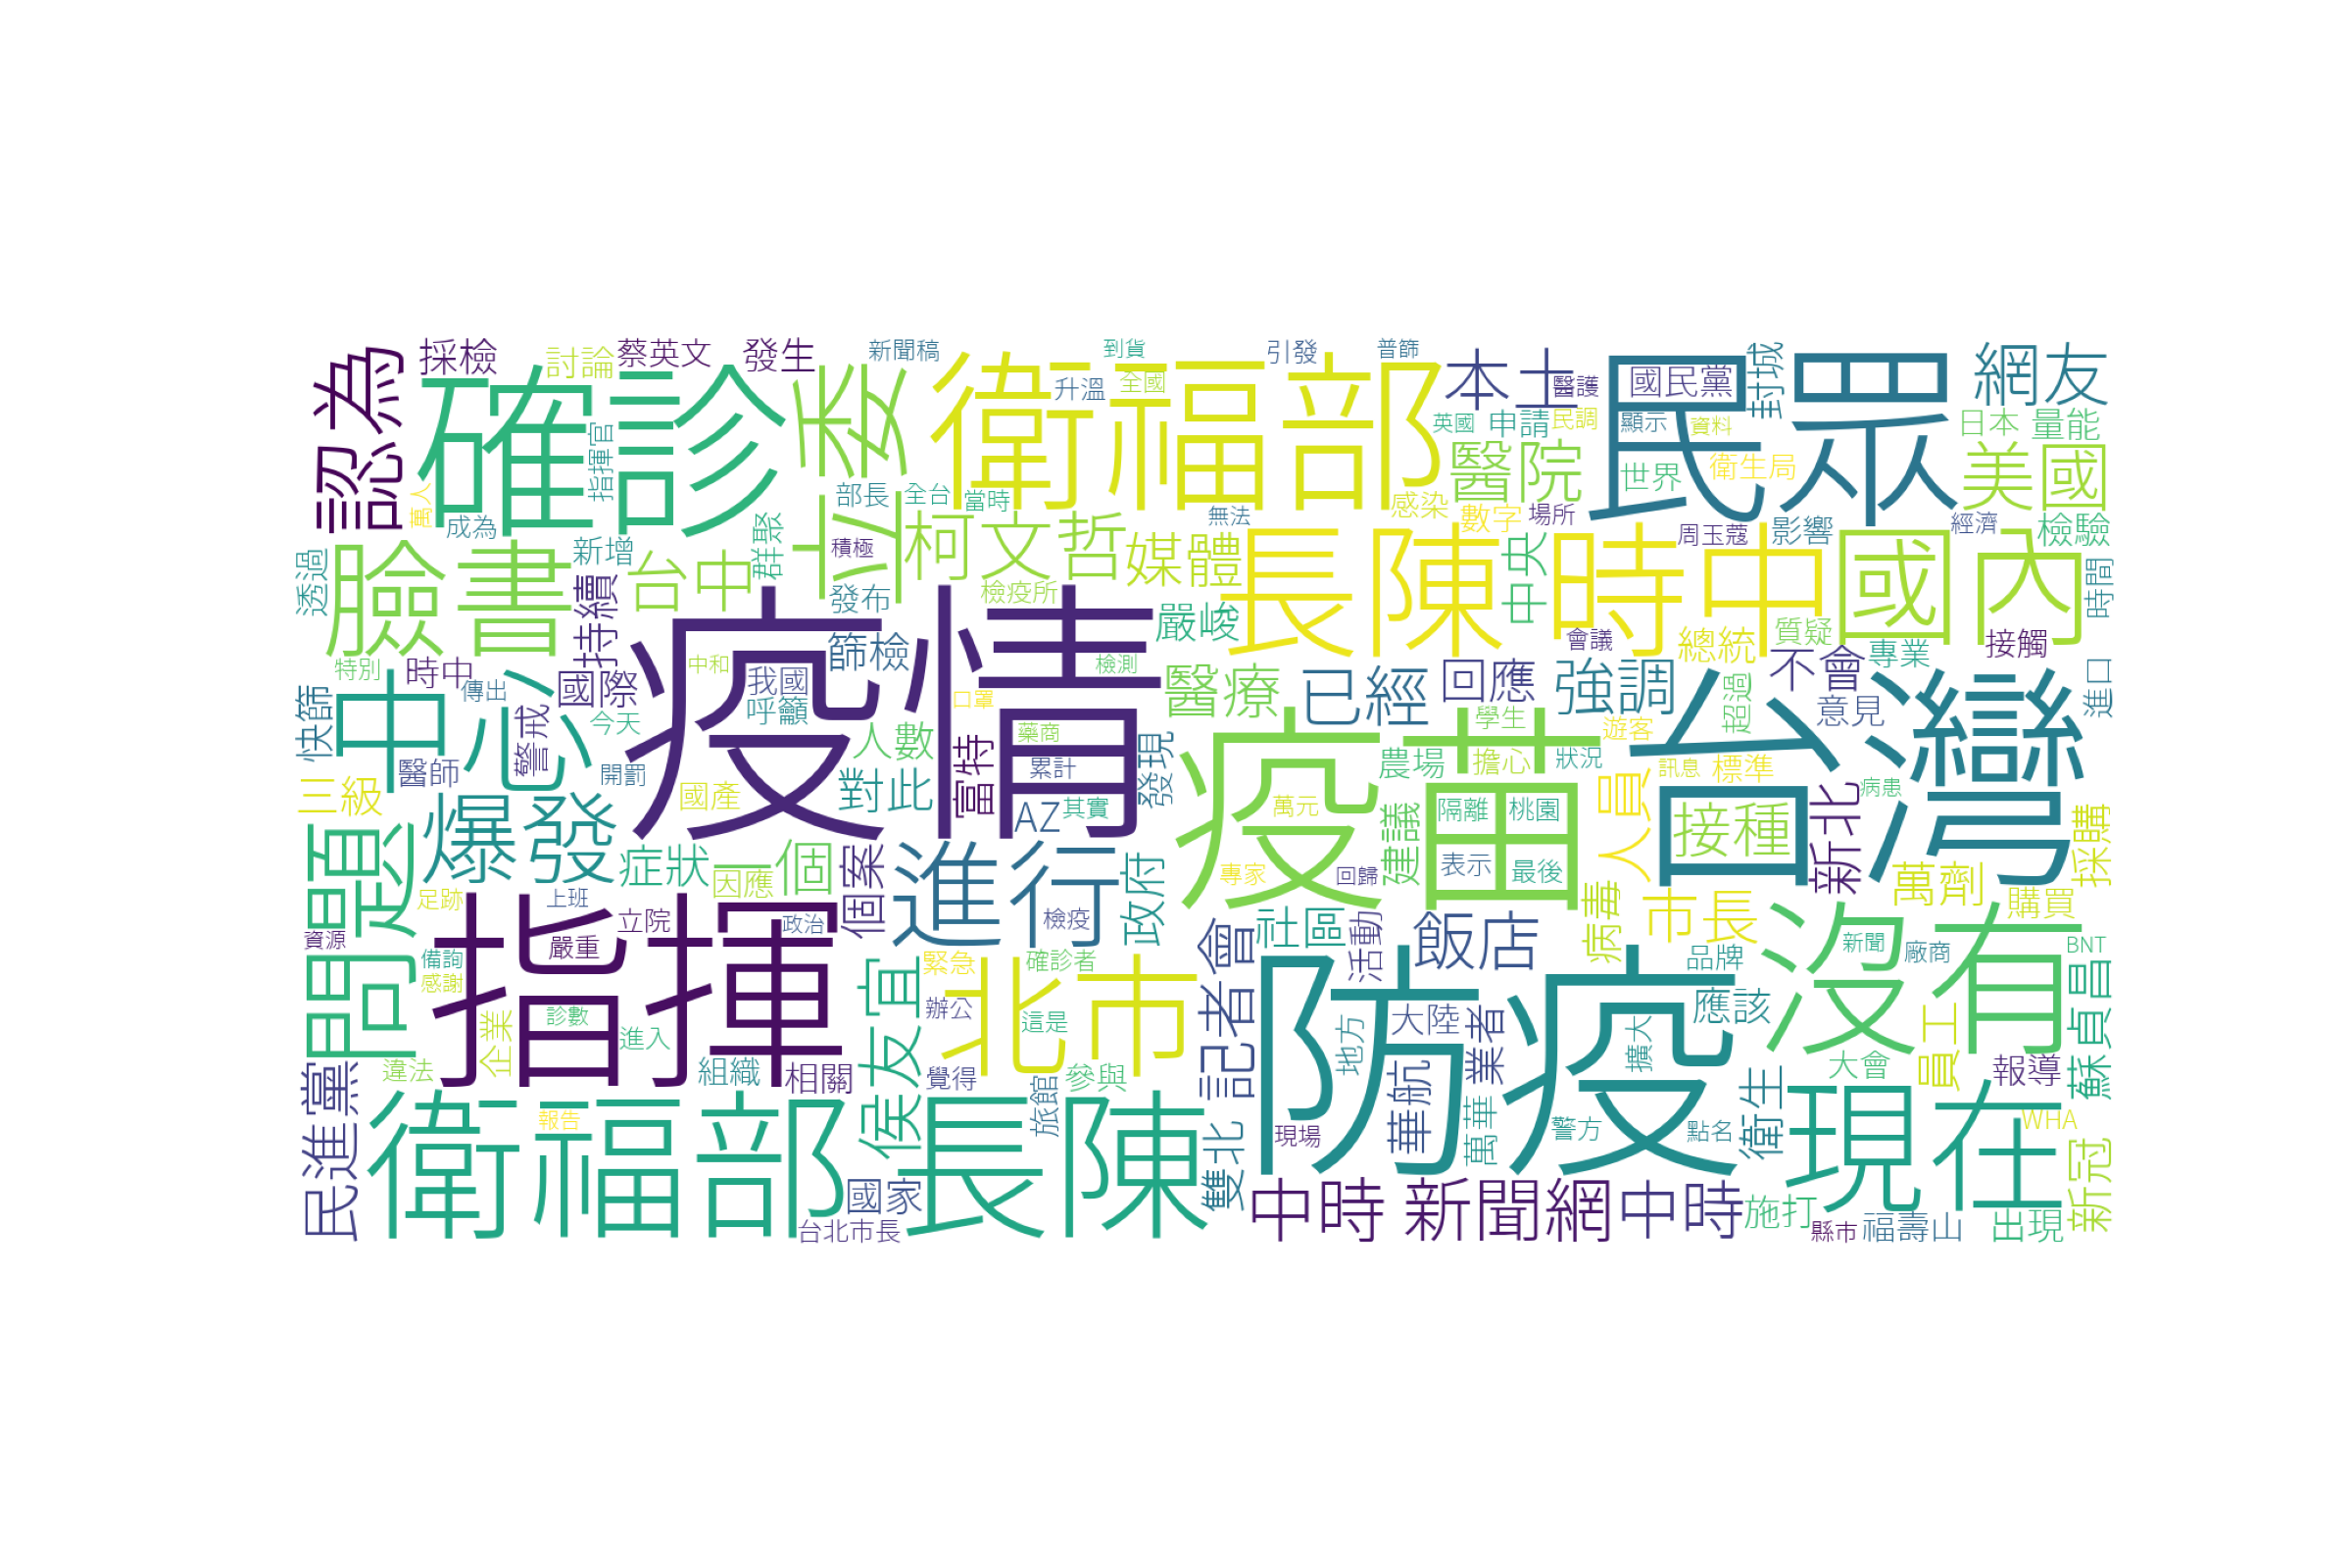 認為
採檢
討論
蔡英文
發生
新聞稿
到貨
引發
普篩
本土
醫護
國民黨
封城
網友
確診
指揮官
立委
衛福部
升溫
全國
英國
申請
民調
顯示
資料
民眾
日本
量能
美國
世界
衛生局
萬人
成為
部長
全台
當時
感染
醫院
數字
場所
無法
周玉蔻
影響
經濟
檢驗
透過
臉書
新增
台中
群聚
積極
柯文哲
媒體
長陳時中
中央
國內
時間
持續
發布
檢疫所
嚴峻
會議
總統
質疑
專業
接觸
特別
時中
傳出
國際
中和
我國
篩檢
疫情
檢測
醫療
已經
回應
強調
不會
意見
超過
進口
快篩
中心
警戒
今天
呼籲
人數
口罩
富特
藥商
累計
發現
疫苗
學生
農場
擔心
狀況
遊客
訊息
標準
台灣
病患
三級
醫師
開罰
國產
對此
AZ
其實
萬元
建議
隔離
桃園
表示
最後
人員
接種
新北
採購
問題
爆發
症狀
因應
一個
個案
進行
政府
專家
回歸
萬劑
購買
足跡
上班
立院
政治
檢疫
社區
活動
飯店
病毒
市長
品牌
新聞
廠商
BNT
資源
備詢
感謝
嚴重
指揮
侯友宜
緊急
確診者
北市
記者會
防疫
應該
沒有
蘇貞昌
企業
診數
進入
辦公
這是
地方
大陸
業者
擴大
員工
民進黨
違法
組織
相關
覺得
參與
華航
大會
報導
報告
衛福部長陳
旅館
雙北
現場
萬華
警方
點名
衛生
現在
WHA
新冠
國家
台北市長
中時 新聞網
中時
施打
縣市
福壽山
出現